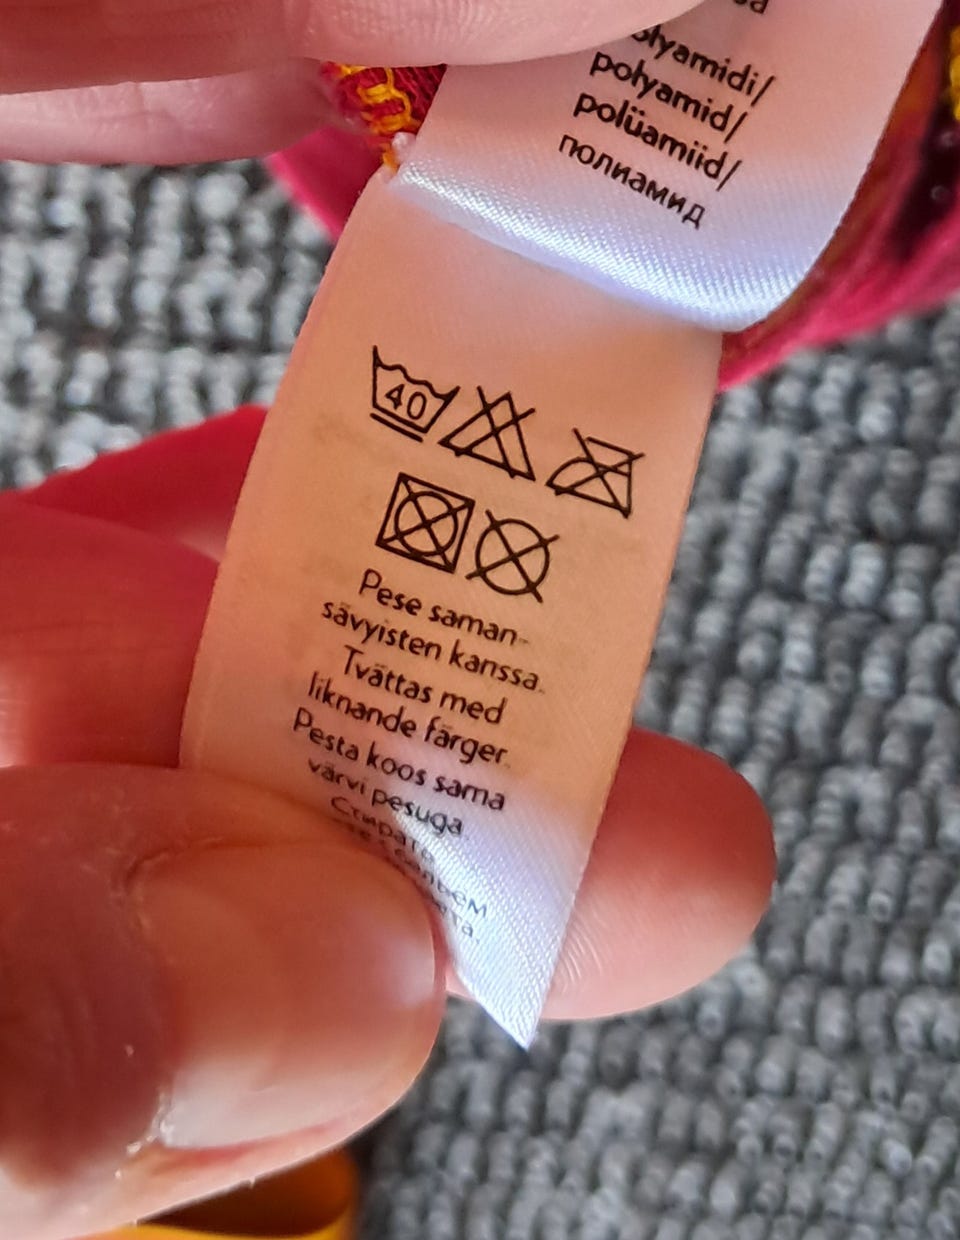 polyamidi/
polyamid/
polüamiid/
полиамид
40
Pese saman-
sävyisten kanssa.
Tvättas med
liknande färger.
Pesta koos sama
värvi pesuga.